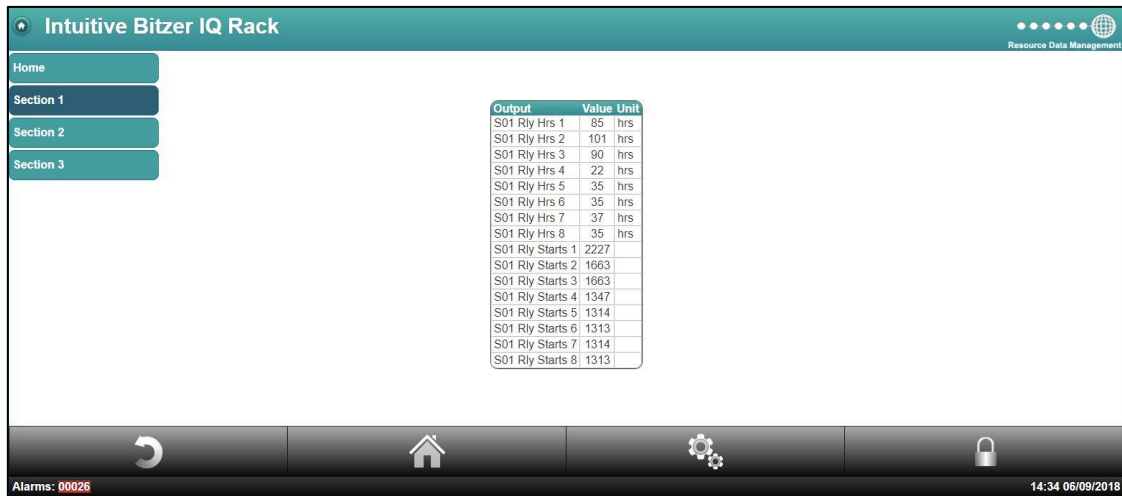 Intuitive Bitzer IQ Rack
Resource Data Management
Home
Section 1
Section 2
Section 3
Output Value Unit
S01 Rly Hrs 1 85 hrs
S01 Rly Hrs 2 101 hrs
S01 Rly Hrs 3 90 hrs
S01 Rly Hrs 4 22 hrs
S01 Rly Hrs 5 35 hrs
S01 Rly Hrs 6 35 hrs
S01 Rly Hrs 7 37 hrs
S01 Rly Hrs 8 35 hrs
S01 Rly Starts 1 2227
S01 Rly Starts 2 1663
S01 Rly Starts 3 1663
S01 Rly Starts 4 1347
S01 Rly Starts 5 1314
S01 Rly Starts 6 1313
S01 Rly Starts 7 1314
S01 Rly Starts 8 1313
Alarms: 00026
14:34 06/09/2018